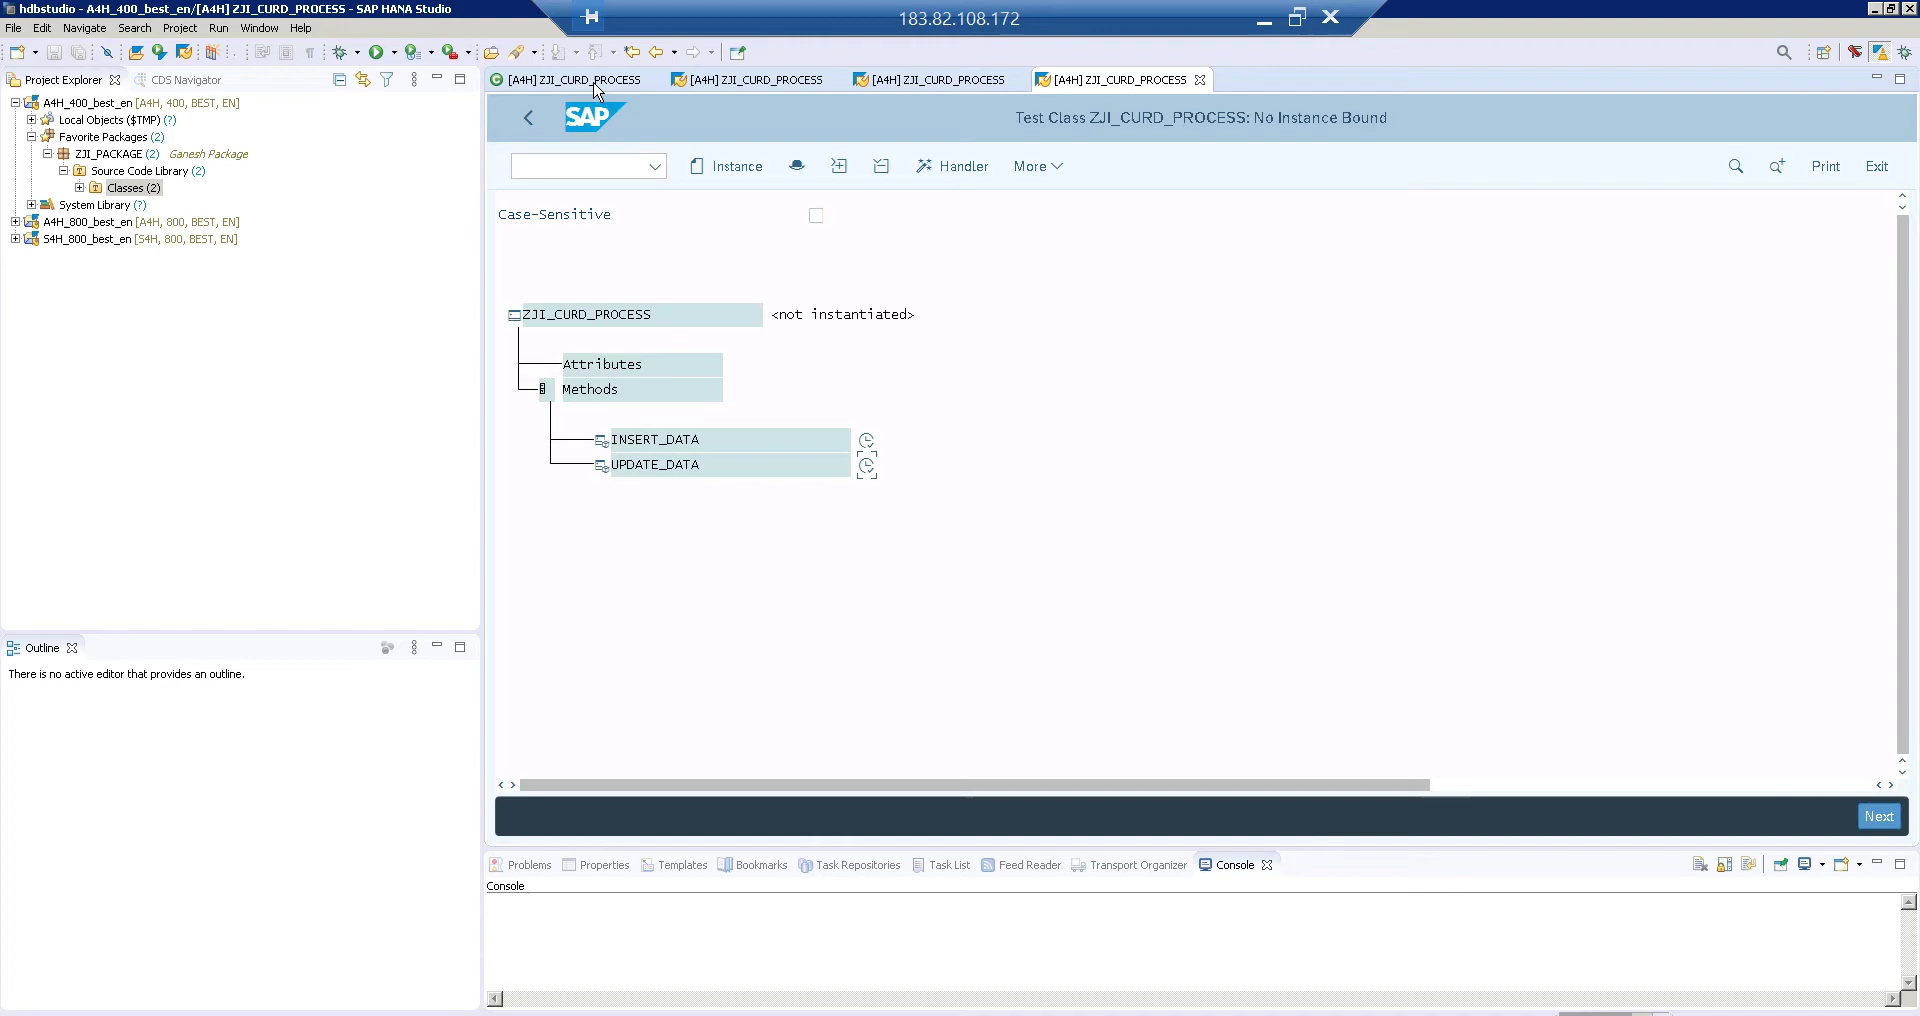 hdbstudio - A4H_400_best_en/[A4H] ZJI_CURD_PROCESS - SAP HANA Studio
183.82.108.172
File Edit Navigate Search Project Run Window Help
Project Explorer CDS Navigator
[A4H] ZJI_CURD_PROCESS [A4H] ZJI_CURD_PROCESS [A4H] ZJI_CURD_PROCESS [A4H] ZJI_CURD_PROCESS
A4H_400_best_en [A4H, 400, BEST, EN]
Local Objects ($TMP) (?)
Favorite Packages (2)
ZJI_PACKAGE (2) Ganesh Package
Source Code Library (2)
Classes (2)
System Library (?)
A4H_800_best_en [A4H, 800, BEST, EN]
S4H_800_best_en [S4H, 800, BEST, EN]
SAP
Test Class ZJI_CURD_PROCESS: No Instance Bound
Instance Handler More Print Exit
Case-Sensitive
ZJI_CURD_PROCESS <not instantiated>
Attributes
Methods
INSERT_DATA
UPDATE_DATA
Next
Outline
There is no active editor that provides an outline.
Problems Properties Templates Bookmarks Task Repositories Task List Feed Reader Transport Organizer Console
Console